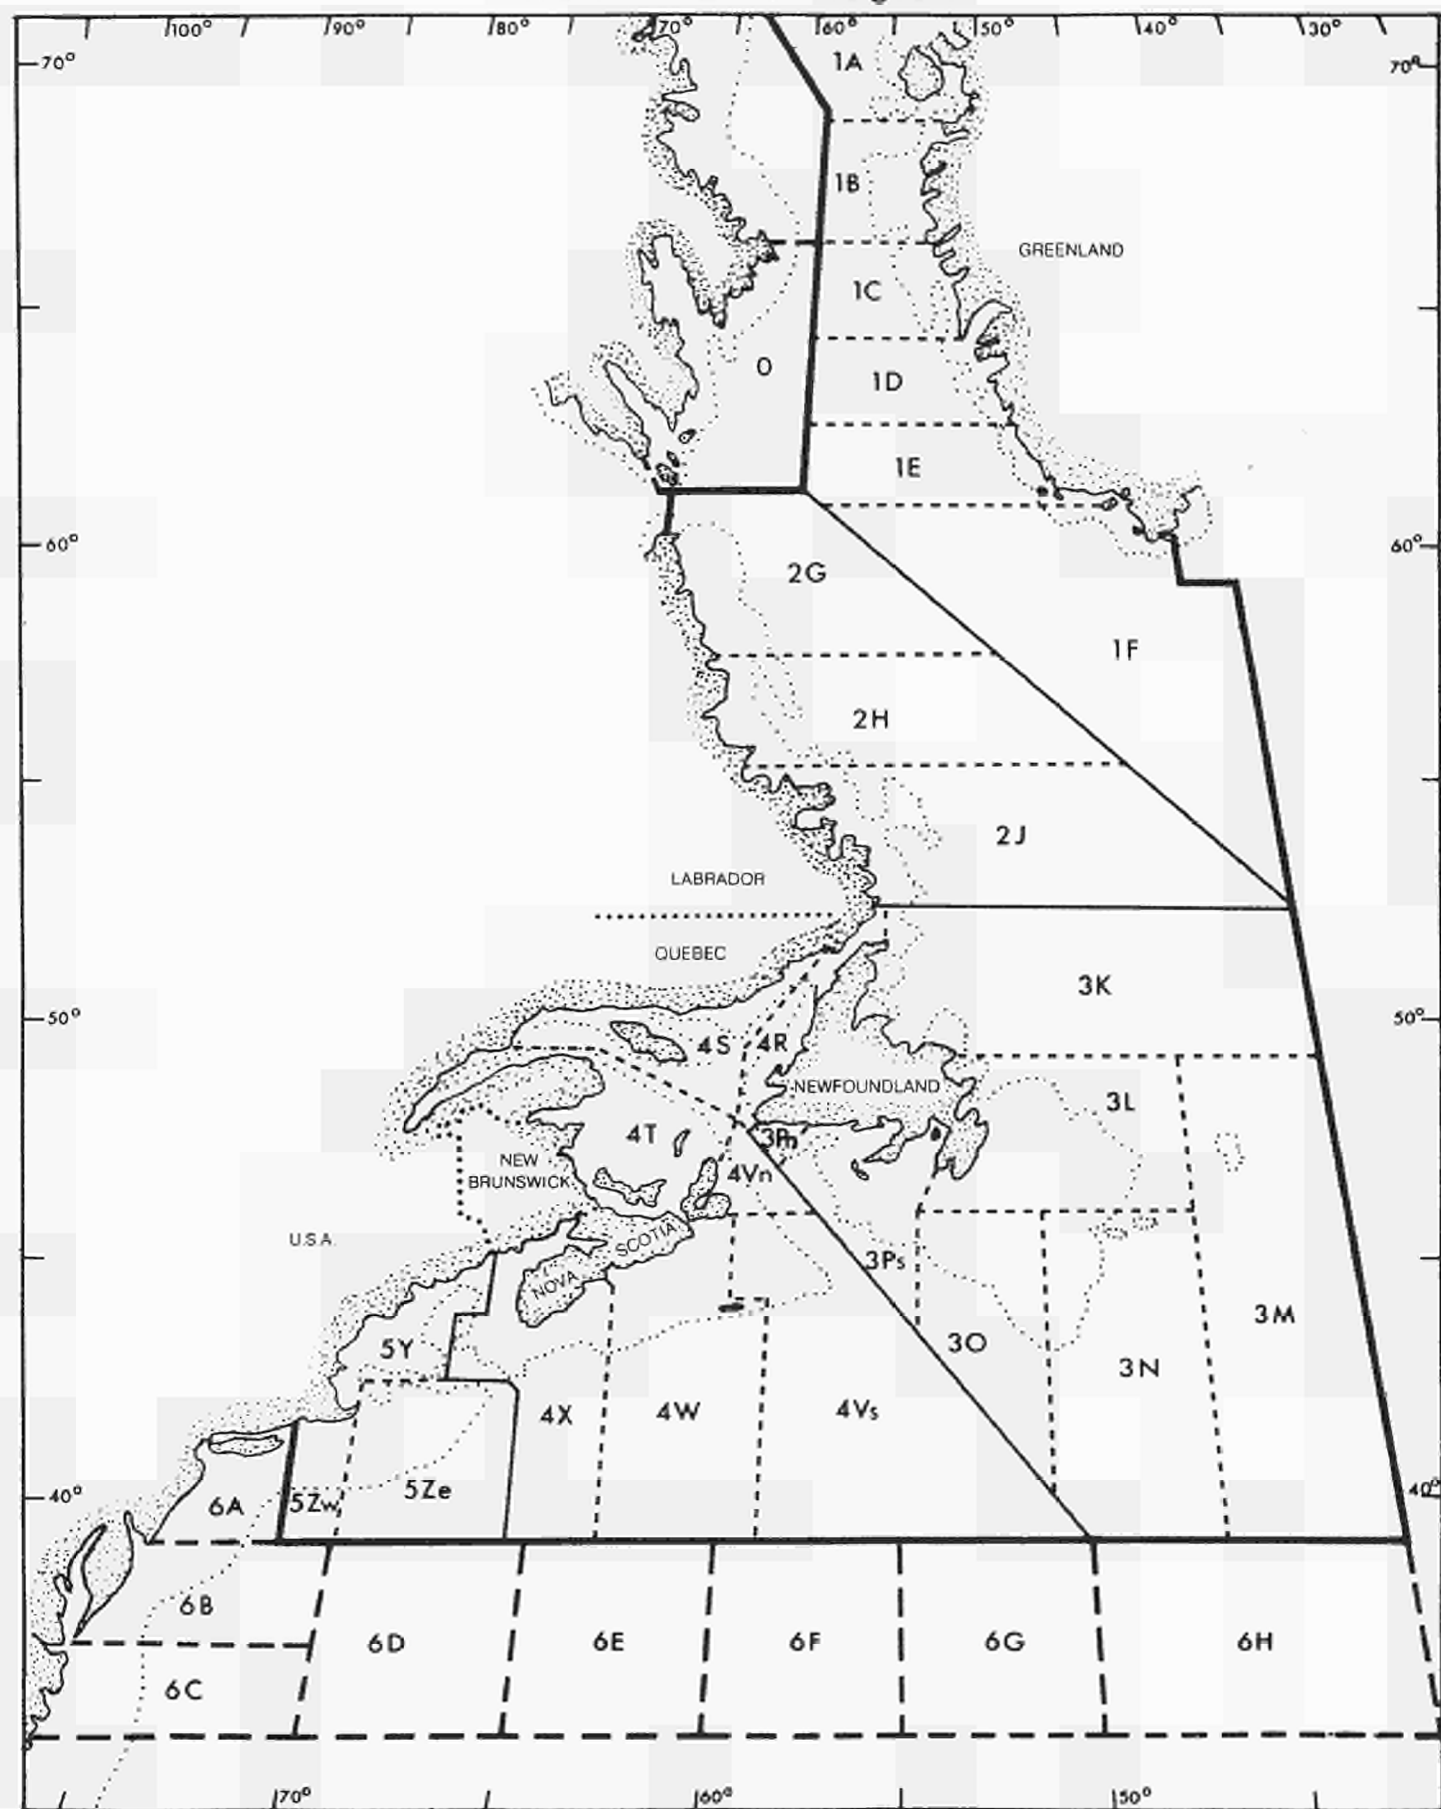 100° 90° 80° 70° 60° 50° 40° 30°
70° 1A 70°
1B
GREENLAND
1C
0 1D
1E
60° 60°
2G
1F
2H
2J
LABRADOR
QUEBEC
3K
50° 50°
4S 4R
NEWFOUNDLAND
3L
4T 3Pn
NEW
BRUNSWICK
4Vn
U.S.A.
SCOTIA
NOVA
3Ps
3M
5Y 3O
3N
4X 4W 4Vs
40° 6A 5Zw 5Ze 40°
6B
6D 6E 6F 6G 6H
6C
70° 60° 50°